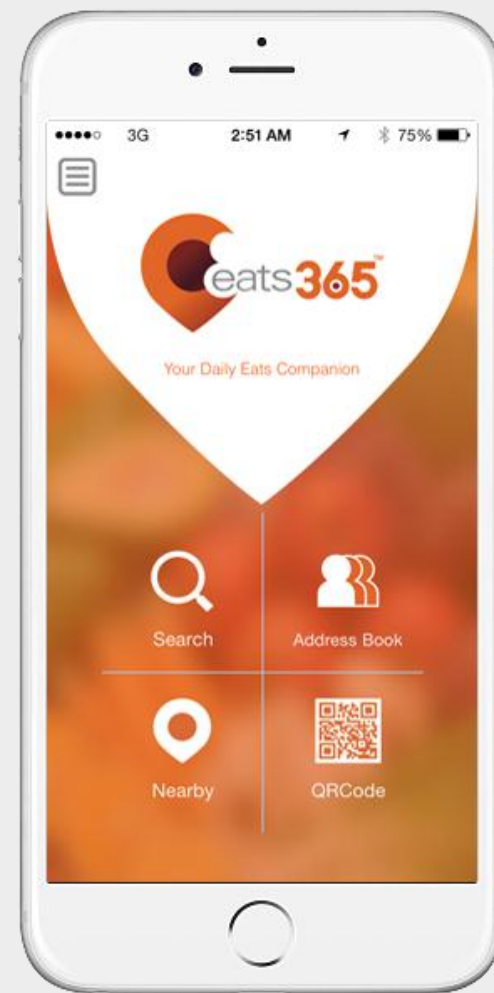 3G 2:51 AM 75%
eats365™
Your Daily Eats Companion
Search Address Book
Nearby QRCode